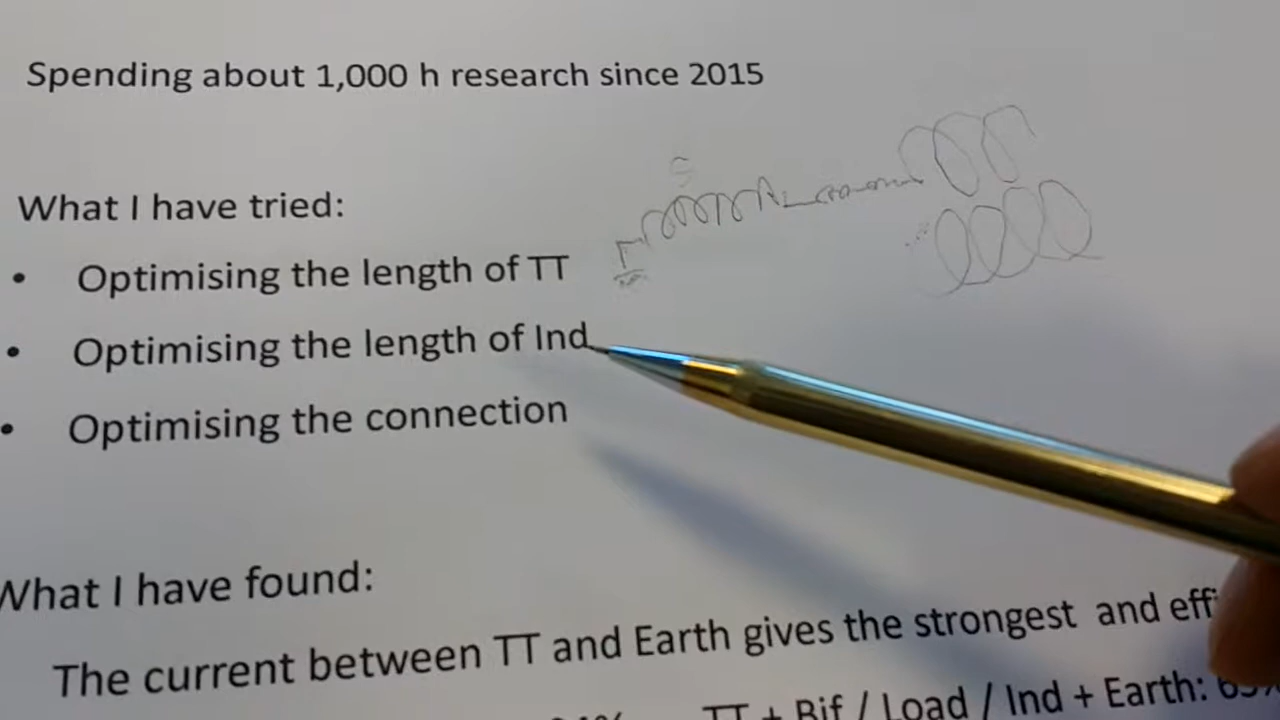 Spending about 1,000 h research since 2015
What I have tried:
• Optimising the length of TT
• Optimising the length of Ind
• Optimising the connection
What I have found:
The current between TT and Earth gives the strongest and
TT + Bif / Load / Ind + Earth: